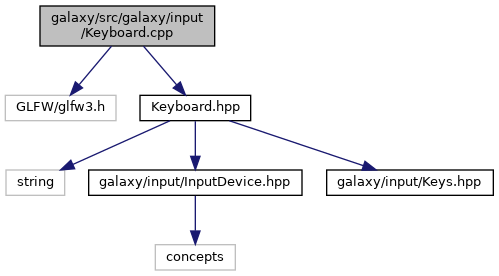 galaxy/src/galaxy/input
/Keyboard.cpp
GLFW/glfw3.h
Keyboard.hpp
string
galaxy/input/InputDevice.hpp
galaxy/input/Keys.hpp
concepts